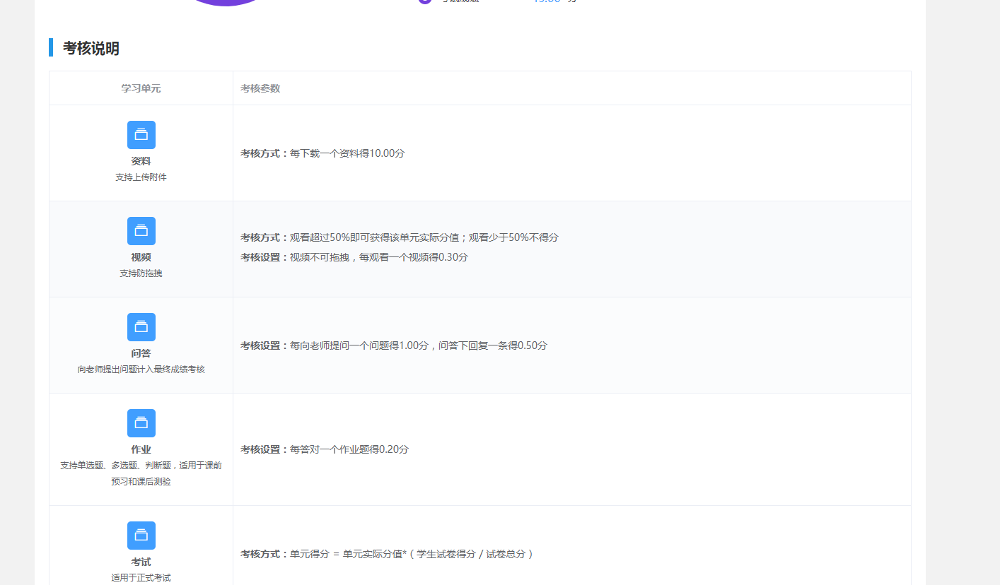 考核说明
学习单元
考核参数
资料
支持上传附件
考核方式：每下载一个资料得10.00分
视频
支持防拖拽
考核方式：观看超过50%即可获得该单元实际分值；观看少于50%不得分
考核设置：视频不可拖拽，每观看一个视频得0.30分
问答
向老师提出问题计入最终成绩考核
考核设置：每向老师提问一个问题得1.00分，问答下回复一条得0.50分
作业
支持单选题、多选题、判断题，适用于课前
预习和课后测验
考核设置：每答对一个作业题得0.20分
考试
适用于正式考试
考核方式：单元得分 = 单元实际分值*（学生试卷得分 / 试卷总分）